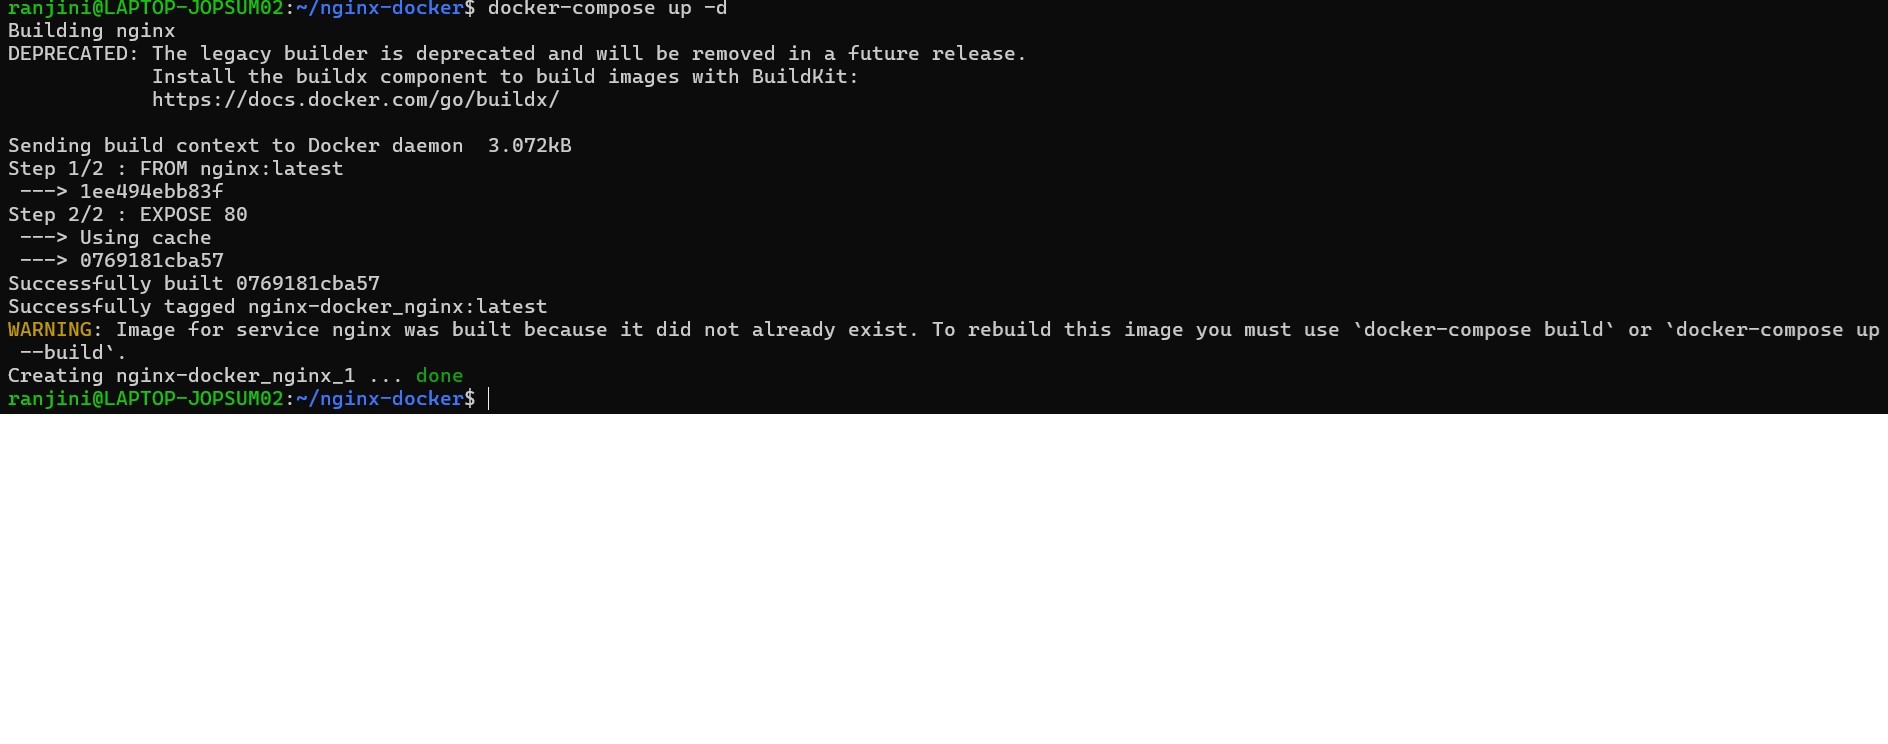 ranjini@LAPTOP-JOPSUM02:~/nginx-docker$ docker-compose up -d
Building nginx
DEPRECATED: The legacy builder is deprecated and will be removed in a future release.
            Install the buildx component to build images with BuildKit:
            https://docs.docker.com/go/buildx/

Sending build context to Docker daemon  3.072kB
Step 1/2 : FROM nginx:latest
 ---> 1ee494ebb83f
Step 2/2 : EXPOSE 80
 ---> Using cache
 ---> 0769181cba57
Successfully built 0769181cba57
Successfully tagged nginx-docker_nginx:latest
WARNING: Image for service nginx was built because it did not already exist. To rebuild this image you must use `docker-compose build` or `docker-compose up
 --build`.
Creating nginx-docker_nginx_1 ... done
ranjini@LAPTOP-JOPSUM02:~/nginx-docker$